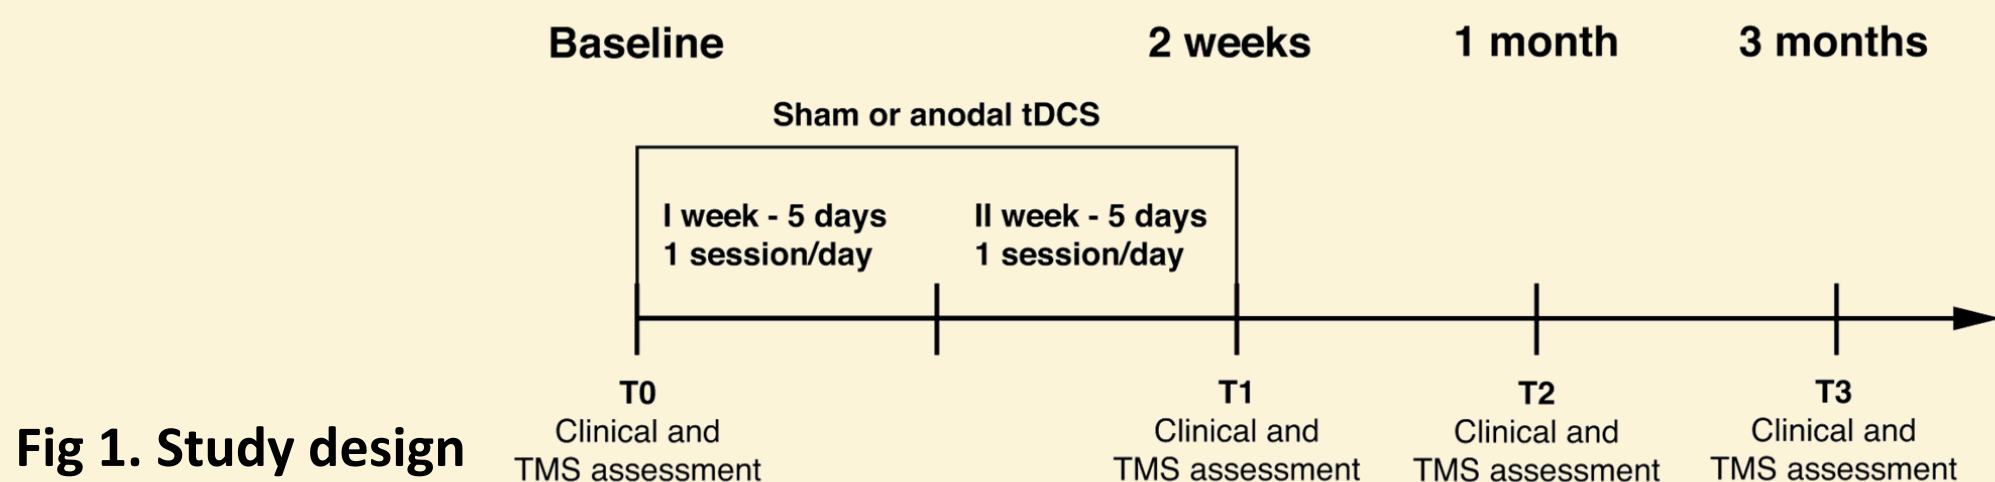 Baseline
2 weeks
1 month
3 months
Sham or anodal tDCS
I week - 5 days
1 session/day
II week - 5 days
1 session/day
T0
Clinical and
TMS assessment
T1
Clinical and
TMS assessment
T2
Clinical and
TMS assessment
T3
Clinical and
TMS assessment
Fig 1. Study design